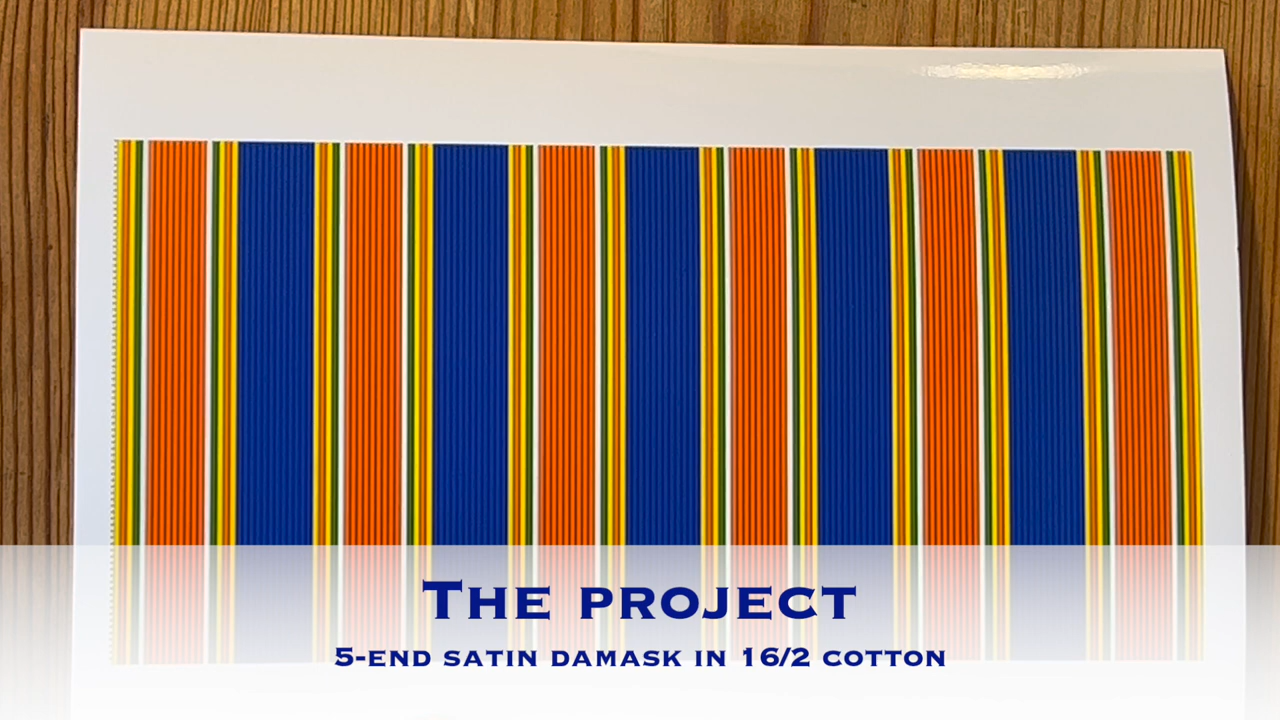 The project
5-end satin damask in 16/2 cotton